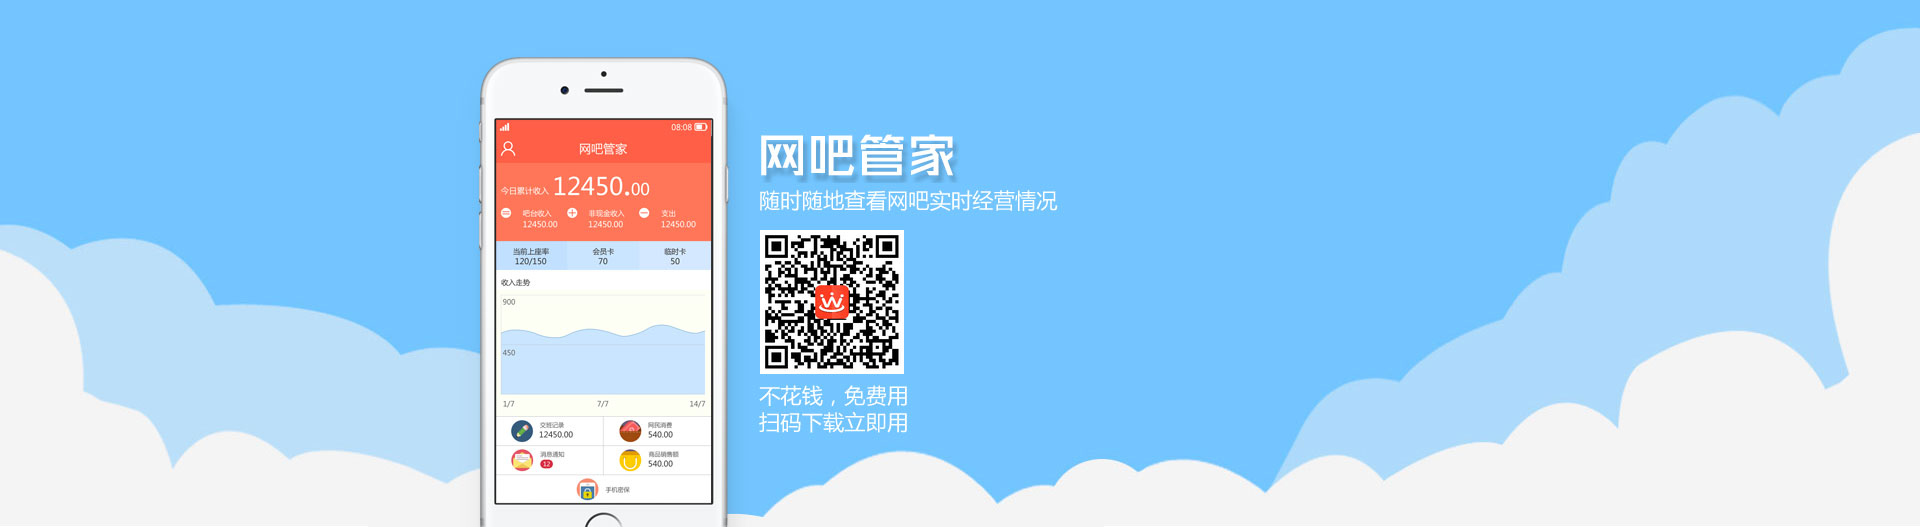 08:08
网吧管家
今日累计收入 12450.00
吧台收入 非现金收入 支出
12450.00 12450.00 12450.00
当前上座率 会员卡 临时卡
120/150 70 50
收入走势
900
450
1/7 7/7 14/7
交班记录 网民消费
12450.00 540.00
消息通知 商品销售额
12 540.00
手机密保
网吧管家
随时随地查看网吧实时经营情况
不花钱，免费用
扫码下载立即用